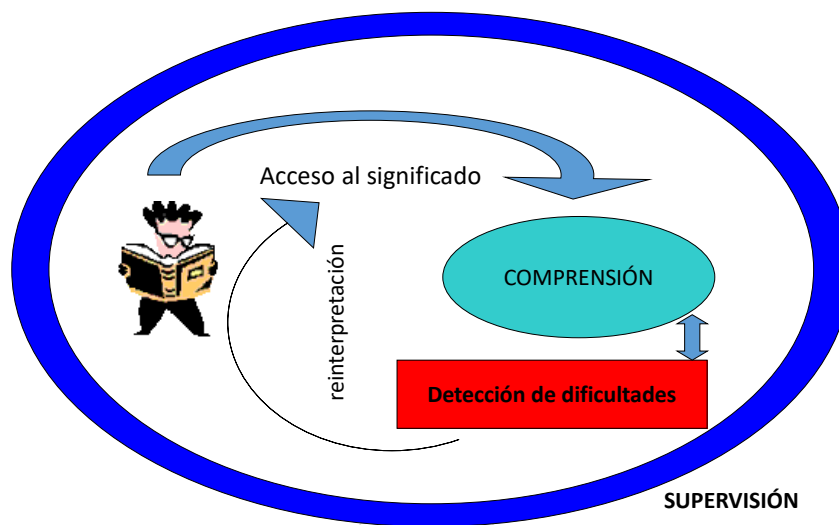 Acceso al significado
reinterpretación
COMPRENSIÓN
Detección de dificultades
SUPERVISIÓN